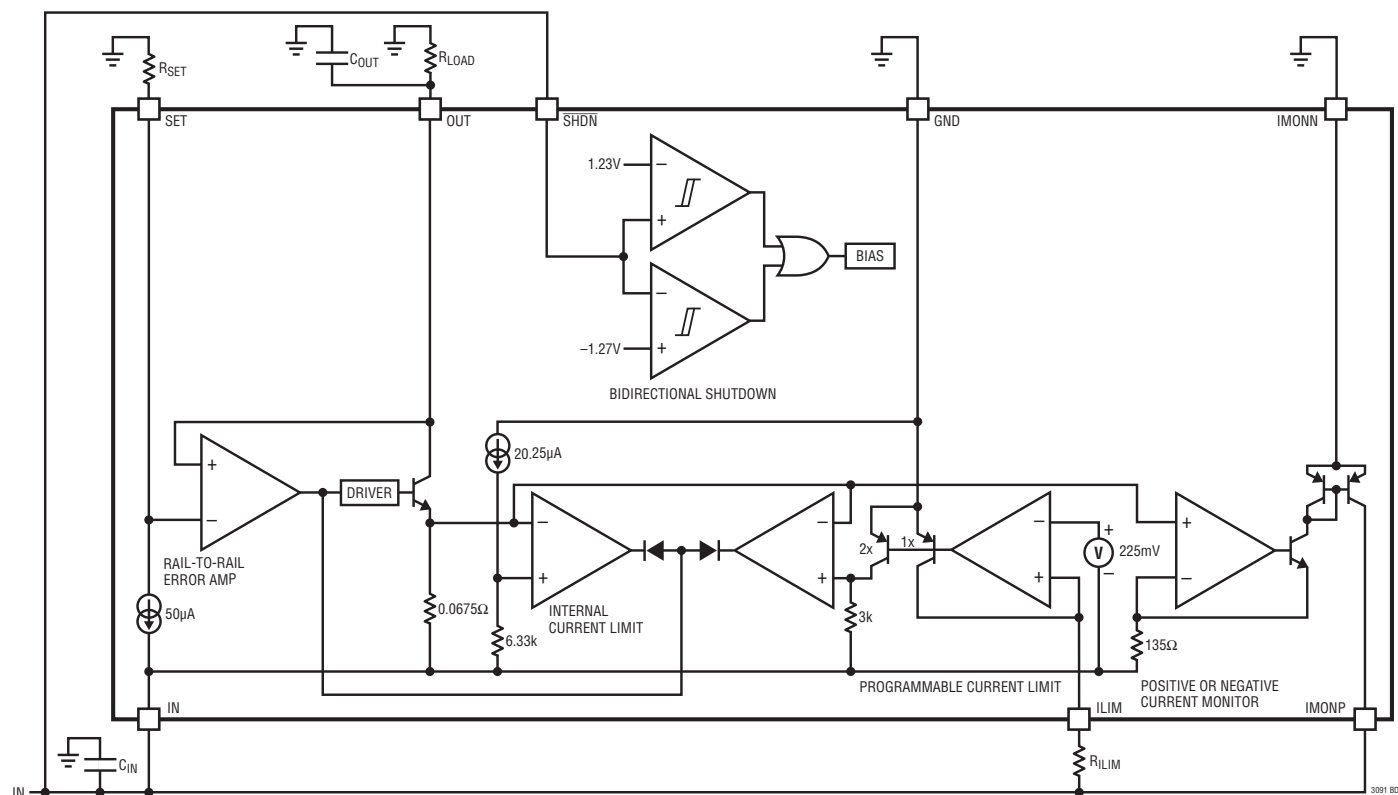 RSET
COUT
RLOAD
SET
OUT
SHDN
GND
IMONN
1.23V
–
+
BIAS
–
–1.27V
+
BIDIRECTIONAL SHUTDOWN
20.25µA
+
DRIVER
–
RAIL-TO-RAIL
ERROR AMP
50µA
–
+
INTERNAL
CURRENT LIMIT
0.0675Ω
6.33k
–
+
2x
1x
3k
–
+
+
V
225mV
–
+
–
135Ω
PROGRAMMABLE CURRENT LIMIT
POSITIVE OR NEGATIVE
CURRENT MONITOR
IN
ILIM
IMONP
CIN
RILIM
IN
3091 BD